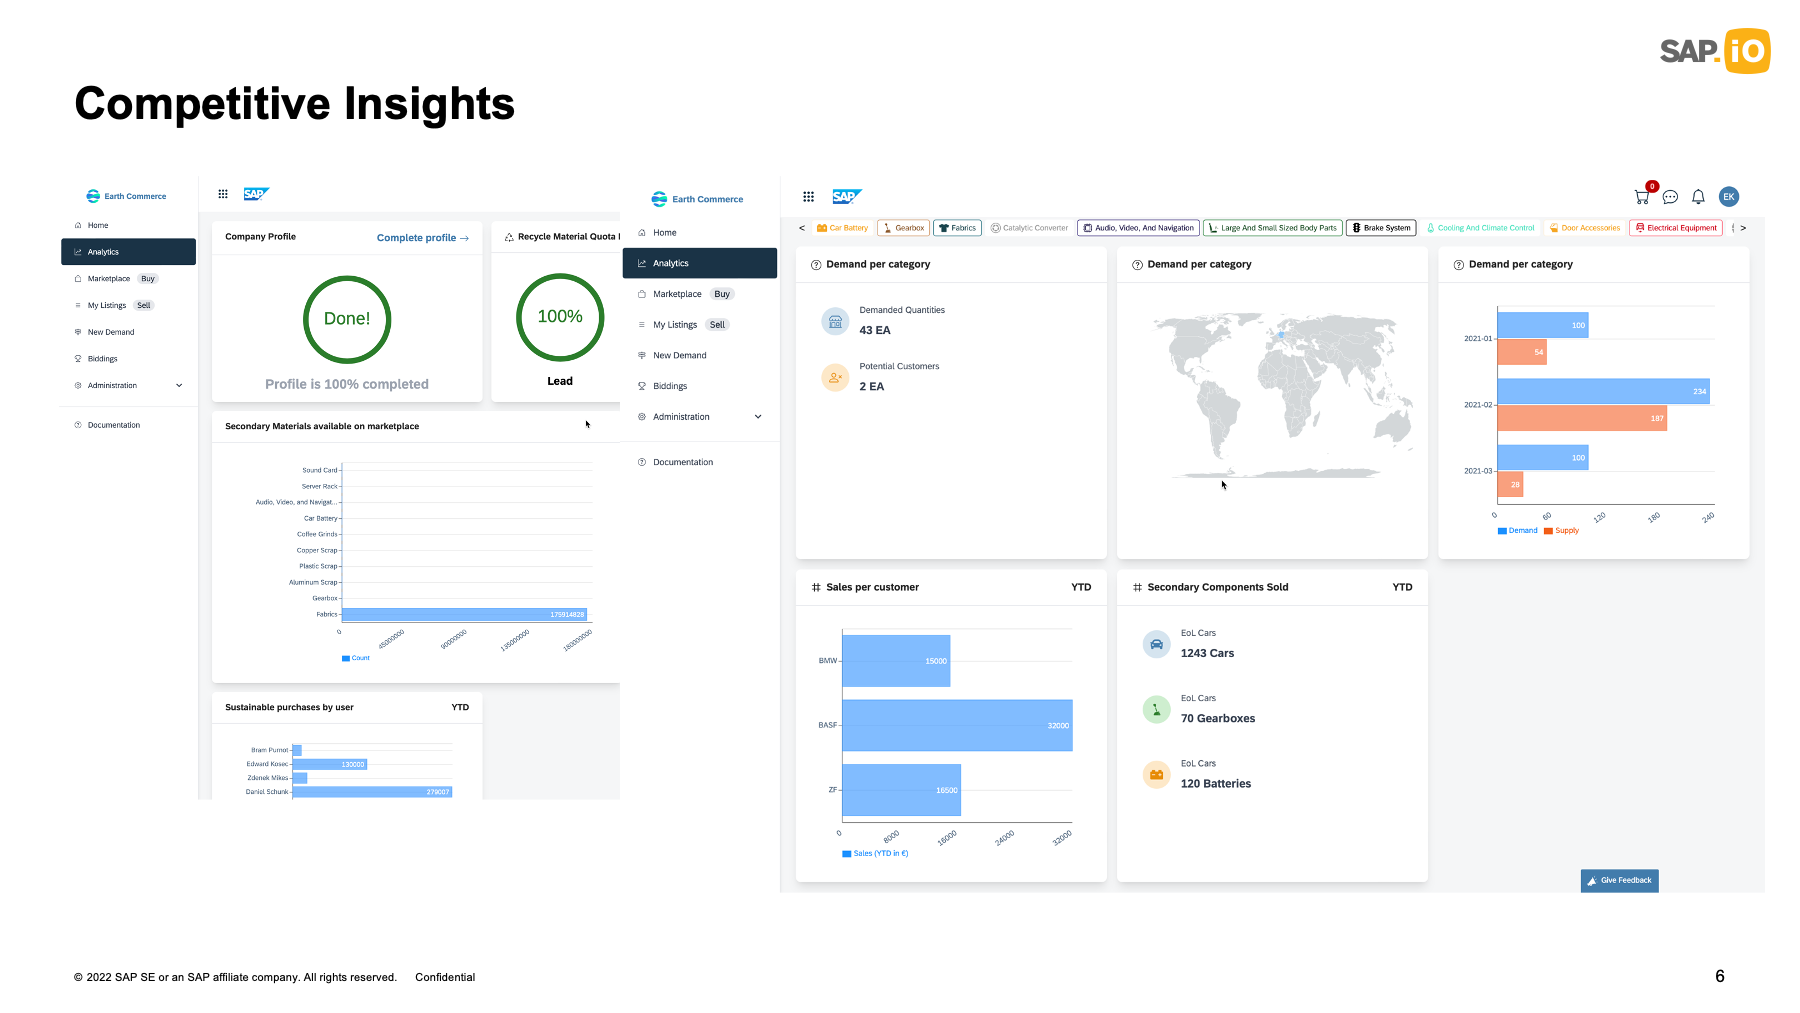 SAP iO
Competitive Insights
Earth Commerce
Home
Analytics
Marketplace Buy
My Listings Sell
New Demand
Biddings
Administration
Documentation
SAP
Company Profile Complete profile →
Done!
Profile is 100% completed
Recycle Material Quota
100%
Lead
Secondary Materials available on marketplace
Sound Card
Server Rack
Audio, Video, and Navigat...
Car Battery
Coffee Grinds
Copper Scrap
Plastic Scrap
Aluminum Scrap
Gearbox
Fabrics 175914828
0 45000000 90000000 135000000 180000000
Count
Sustainable purchases by user YTD
Bram Purnot
Edward Kosec 130000
Zdenek Mikes
Daniel Schunk 279007
Earth Commerce
Home
Analytics
Marketplace Buy
My Listings Sell
New Demand
Biddings
Administration
Documentation
SAP 0 EK
< Car Battery Gearbox Fabrics Catalytic Converter Audio, Video, And Navigation Large And Small Sized Body Parts Brake System Cooling And Climate Control Door Accessories Electrical Equipment >
Demand per category
Demanded Quantities
43 EA
Potential Customers
2 EA
Demand per category
Demand per category
2021-01 100
54
2021-02 234
187
2021-03 100
28
0 60 120 180 240
Demand Supply
Sales per customer YTD
BMW 15000
BASF 32000
ZF 16500
0 8000 16000 24000 32000
Sales (YTD in €)
Secondary Components Sold YTD
EoL Cars
1243 Cars
EoL Cars
70 Gearboxes
EoL Cars
120 Batteries
Give Feedback
© 2022 SAP SE or an SAP affiliate company. All rights reserved. Confidential
6